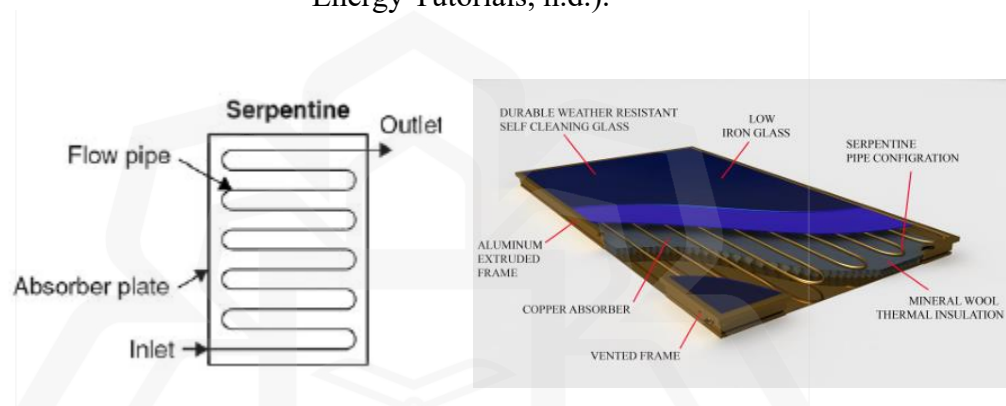 Energy Tutorials, n.d.).
Serpentine
Outlet
Flow pipe
Absorber plate
Inlet
DURABLE WEATHER RESISTANT
SELF CLEANING GLASS
LOW
IRON GLASS
SERPENTINE
PIPE CONFIGRATION
ALUMINUM
EXTRUDED
FRAME
COPPER ABSORBER
MINERAL WOOL
THERMAL INSULATION
VENTED FRAME